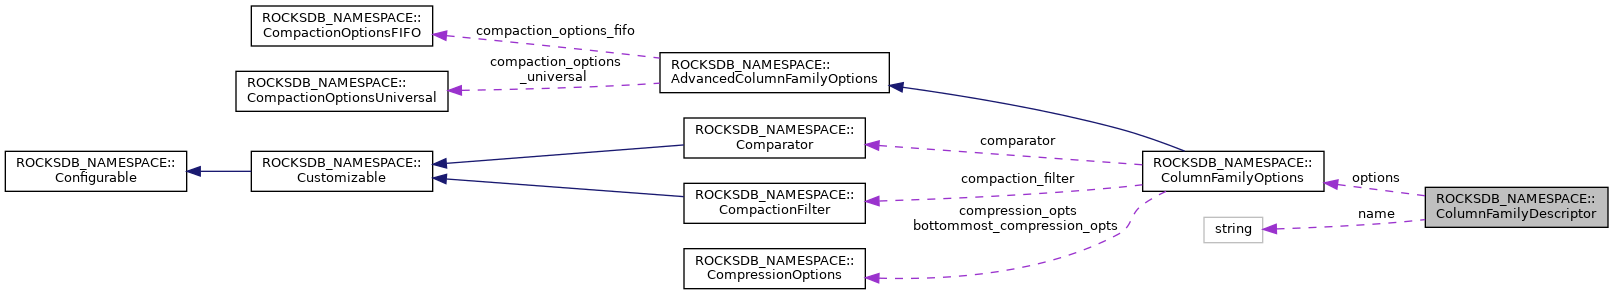 ROCKSDB_NAMESPACE::
CompactionOptionsFIFO
compaction_options_fifo
ROCKSDB_NAMESPACE::
AdvancedColumnFamilyOptions
compaction_options
_universal
ROCKSDB_NAMESPACE::
CompactionOptionsUniversal
ROCKSDB_NAMESPACE::
Comparator
comparator
ROCKSDB_NAMESPACE::
Configurable
ROCKSDB_NAMESPACE::
Customizable
ROCKSDB_NAMESPACE::
ColumnFamilyOptions
compaction_filter
options
ROCKSDB_NAMESPACE::
CompactionFilter
ROCKSDB_NAMESPACE::
ColumnFamilyDescriptor
compression_opts
bottommost_compression_opts
name
string
ROCKSDB_NAMESPACE::
CompressionOptions